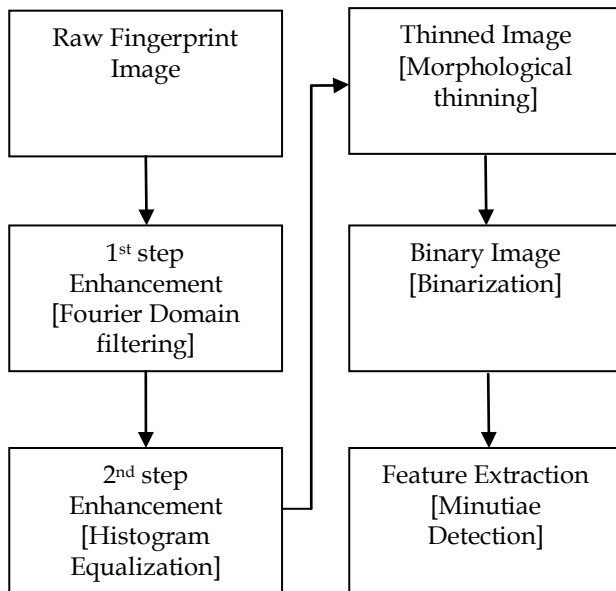 Raw Fingerprint
Image
1st step
Enhancement
[Fourier Domain
filtering]
2nd step
Enhancement
[Histogram
Equalization]
Thinned Image
[Morphological
thinning]
Binary Image
[Binarization]
Feature Extraction
[Minutiae
Detection]